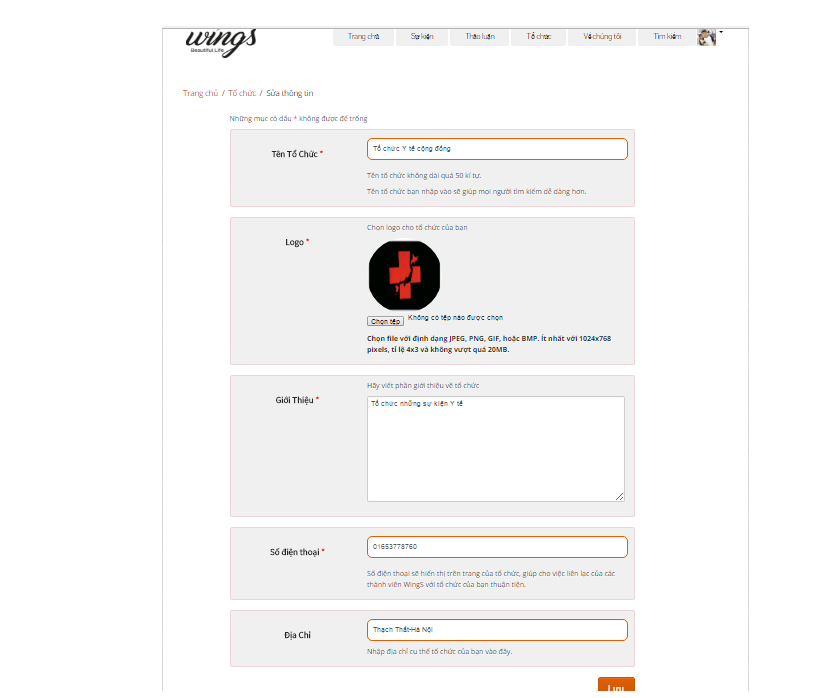 wings
Beautiful Life
Trang chủ Sự kiện Thảo luận Tổ chức Về chúng tôi Tìm kiếm
Trang chủ / Tổ chức / Sửa thông tin
Những mục có dấu * không được để trống
Tên Tổ Chức *
Tổ chức Y tế cộng đồng
Tên tổ chức không dài quá 50 kí tự.
Tên tổ chức bạn nhập vào sẽ giúp mọi người tìm kiếm dễ dàng hơn.
Logo *
Chọn logo cho tổ chức của bạn
Chọn tệp Không có tệp nào được chọn
Chọn file với định dạng JPEG, PNG, GIF, hoặc BMP. Ít nhất với 1024x768
pixels, tỉ lệ 4x3 và không vượt quá 20MB.
Giới Thiệu *
Hãy viết phần giới thiệu về tổ chức
Tổ chức những sự kiện Y tế
Số điện thoại *
01653778760
Số điện thoại sẽ hiển thị trên trang của tổ chức, giúp cho việc liên lạc của các
thành viên WingS với tổ chức của bạn thuận tiện.
Địa Chỉ
Thạch Thất-Hà Nội
Nhập địa chỉ cụ thể tổ chức của bạn vào đây.
Lưu